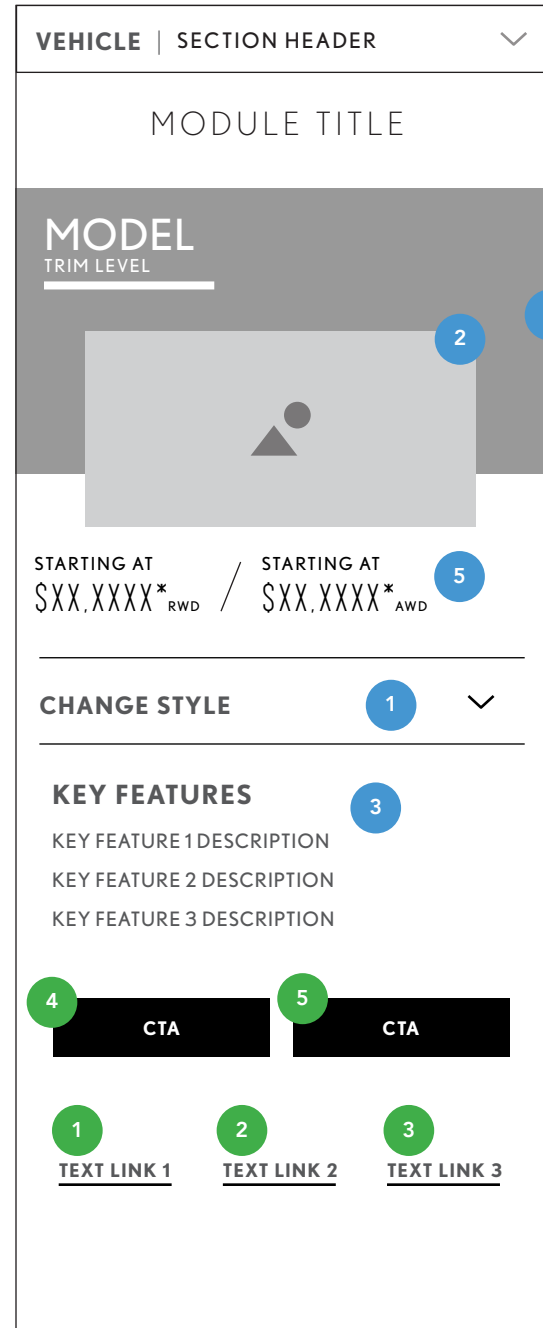 VEHICLE | SECTION HEADER
MODULE TITLE
MODEL
TRIM LEVEL
2
STARTING AT
$XX,XXXX* RWD
/
STARTING AT
$XX,XXXX* AWD
5
CHANGE STYLE
1
KEY FEATURES
3
KEY FEATURE 1 DESCRIPTION
KEY FEATURE 2 DESCRIPTION
KEY FEATURE 3 DESCRIPTION
4
CTA
5
CTA
1
TEXT LINK 1
2
TEXT LINK 2
3
TEXT LINK 3